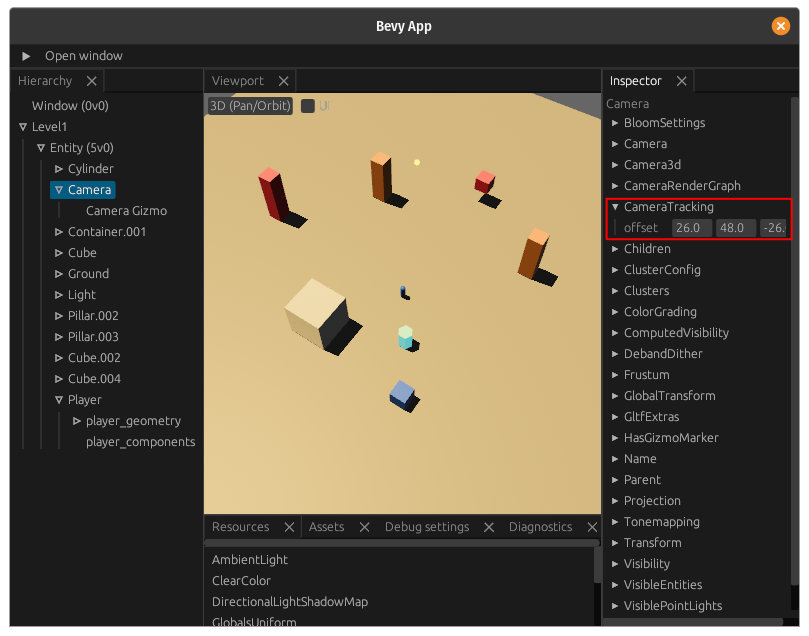 Bevy App
Open window
Hierarchy
Window (0v0)
Level1
Entity (5v0)
Cylinder
Camera
Camera Gizmo
Container.001
Cube
Ground
Light
Pillar.002
Pillar.003
Cube.002
Cube.004
Player
player_geometry
player_components
Viewport
3D (Pan/Orbit) UI
Resources Assets Debug settings Diagnostics
AmbientLight
ClearColor
DirectionalLightShadowMap
GlobalsUniform
Inspector
Camera
BloomSettings
Camera
Camera3d
CameraRenderGraph
CameraTracking
offset 26.0 48.0 -26.
Children
ClusterConfig
Clusters
ColorGrading
ComputedVisibility
DebandDither
Frustum
GlobalTransform
GltfExtras
HasGizmoMarker
Name
Parent
Projection
Tonemapping
Transform
Visibility
VisibleEntities
VisiblePointLights